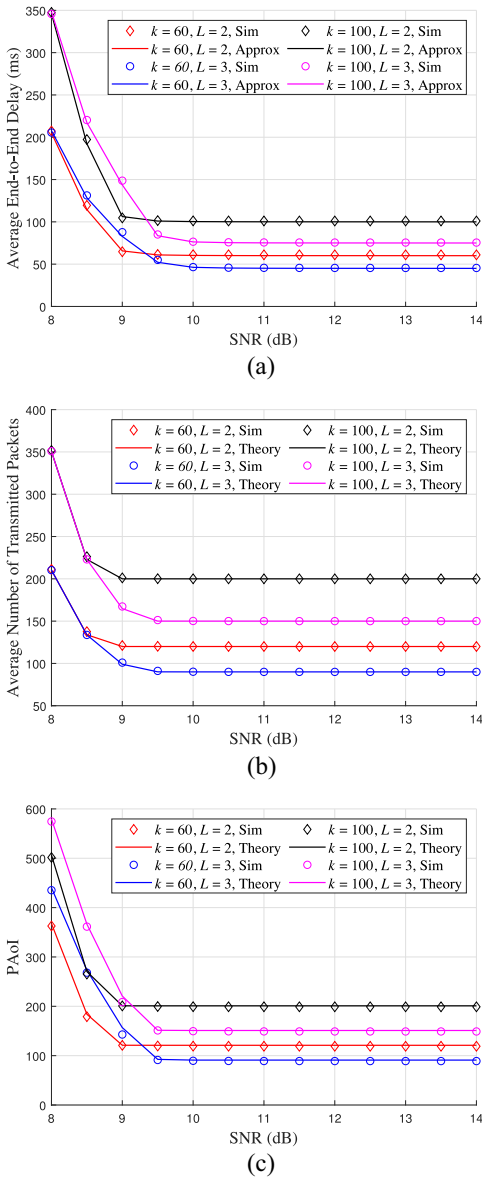 350
300
250
200
150
100
50
0
Average End-to-End Delay (ms)
k = 60, L = 2, Sim
k = 60, L = 2, Approx
k = 60, L = 3, Sim
k = 60, L = 3, Approx
k = 100, L = 2, Sim
k = 100, L = 2, Approx
k = 100, L = 3, Sim
k = 100, L = 3, Approx
8 9 10 11 12 13 14
SNR (dB)
(a)
400
350
300
250
200
150
100
50
Average Number of Transmitted Packets
k = 60, L = 2, Sim
k = 60, L = 2, Theory
k = 60, L = 3, Sim
k = 60, L = 3, Theory
k = 100, L = 2, Sim
k = 100, L = 2, Theory
k = 100, L = 3, Sim
k = 100, L = 3, Theory
8 9 10 11 12 13 14
SNR (dB)
(b)
600
500
400
300
200
100
0
PAoI
k = 60, L = 2, Sim
k = 60, L = 2, Theory
k = 60, L = 3, Sim
k = 60, L = 3, Theory
k = 100, L = 2, Sim
k = 100, L = 2, Theory
k = 100, L = 3, Sim
k = 100, L = 3, Theory
8 9 10 11 12 13 14
SNR (dB)
(c)